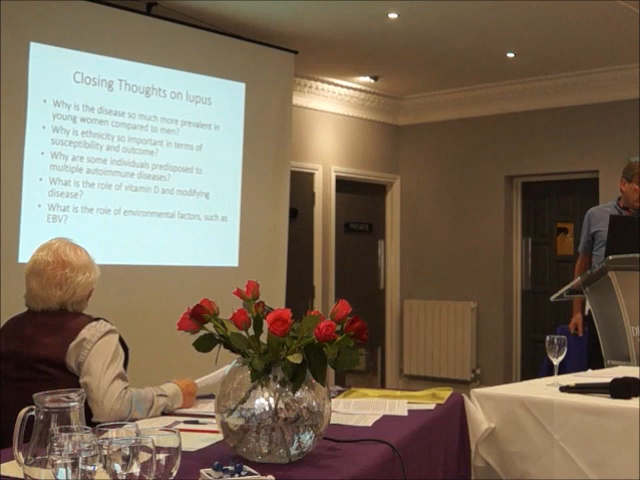 Closing Thoughts on lupus
• Why is the disease so much more prevalent in
young women compared to men?
• Why is ethnicity so important in terms of
susceptibility and outcome?
• Why are some individuals predisposed to
multiple autoimmune diseases?
• What is the role of vitamin D and modifying
disease?
• What is the role of environmental factors, such as
EBV?
PRIVATE